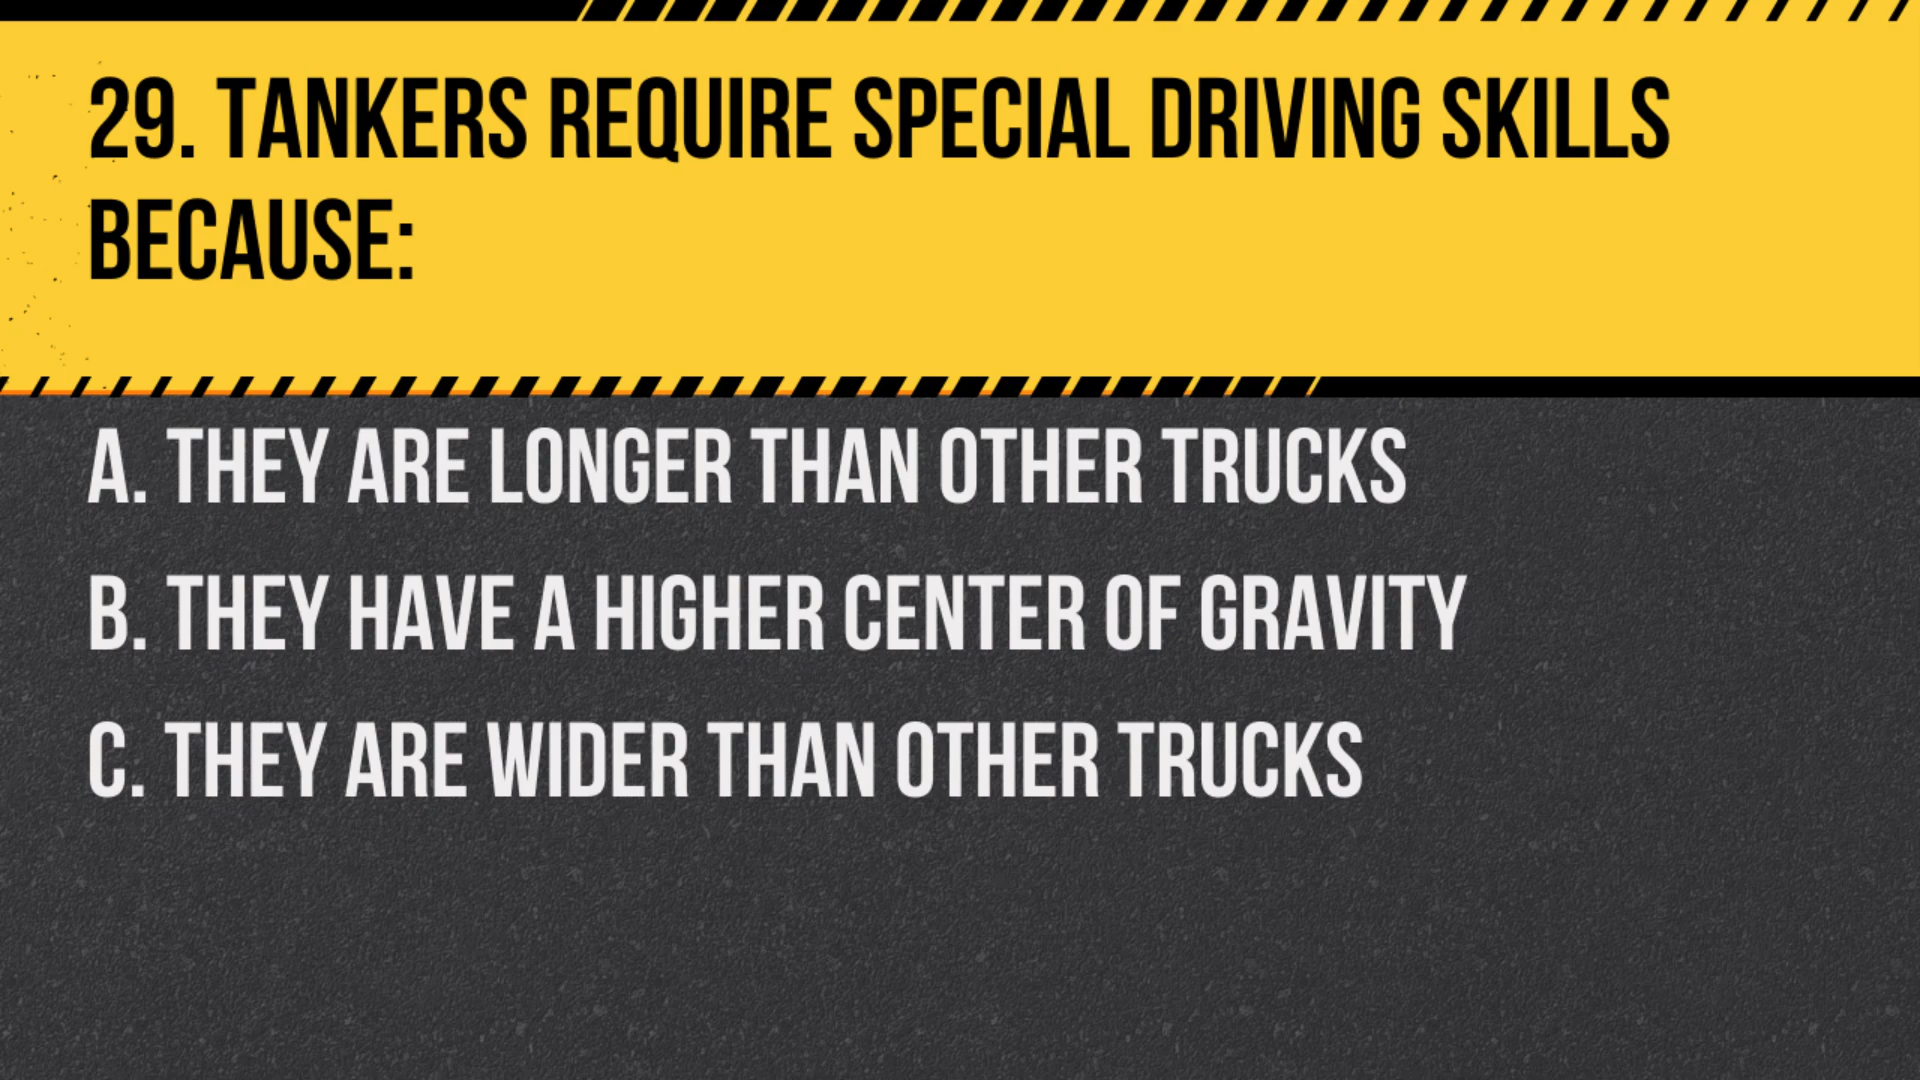 29. TANKERS REQUIRE SPECIAL DRIVING SKILLS
BECAUSE:
A. THEY ARE LONGER THAN OTHER TRUCKS
B. THEY HAVE A HIGHER CENTER OF GRAVITY
C. THEY ARE WIDER THAN OTHER TRUCKS